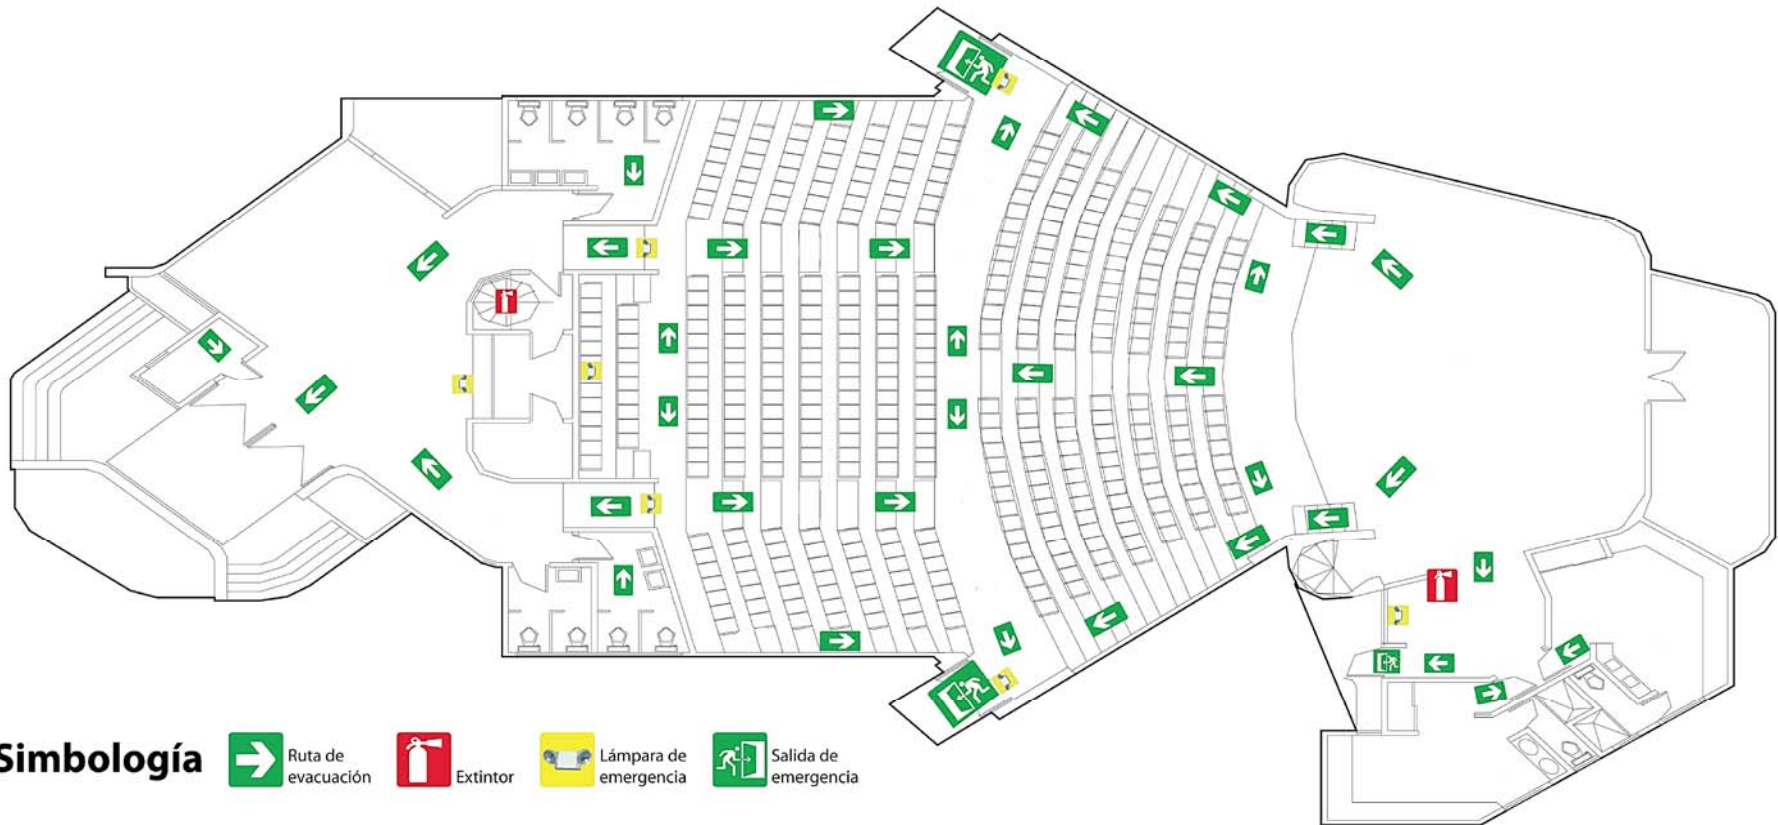 Simbología
Ruta de
evacuación
Extintor
Lámpara de
emergencia
Salida de
emergencia